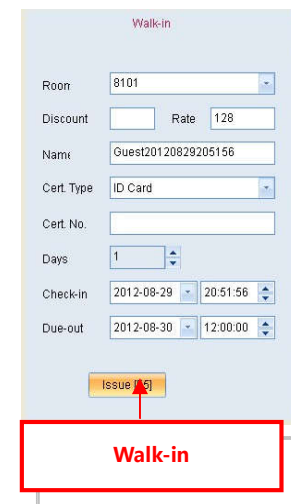 Walk-in
Room 8101
Discount Rate 128
Name Guest20120829205156
Cert. Type ID Card
Cert. No.
Days 1
Check-in 2012-08-29 20:51:56
Due-out 2012-08-30 12:00:00
Issue
Walk-in